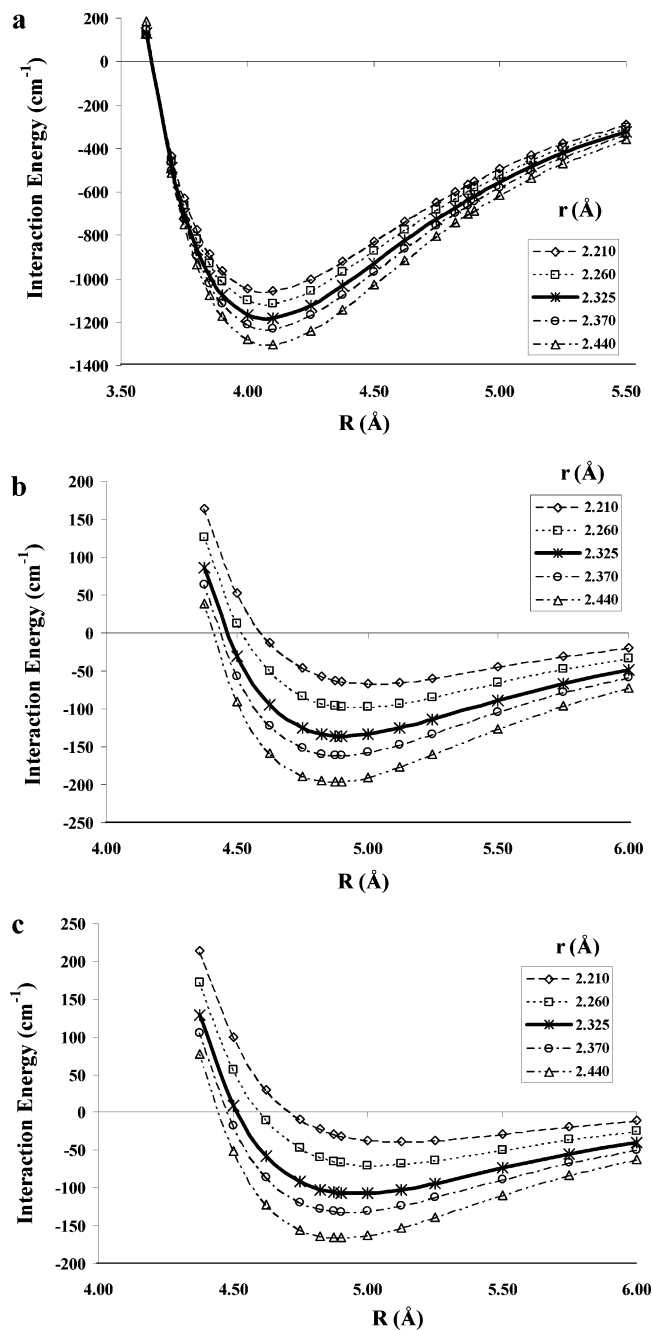 a
200
0
-200
-400
-600
-800
-1000
-1200
-1400
Interaction Energy (cm-1)
3.50 4.00 4.50 5.00 5.50
R (Å)
r (Å)
2.210
2.260
2.325
2.370
2.440
b
200
150
100
50
0
-50
-100
-150
-200
-250
Interaction Energy (cm-1)
4.00 4.50 5.00 5.50 6.00
R (Å)
r (Å)
2.210
2.260
2.325
2.370
2.440
c
250
200
150
100
50
0
-50
-100
-150
-200
Interaction Energy (cm-1)
4.00 4.50 5.00 5.50 6.00
R (Å)
r (Å)
2.210
2.260
2.325
2.370
2.440